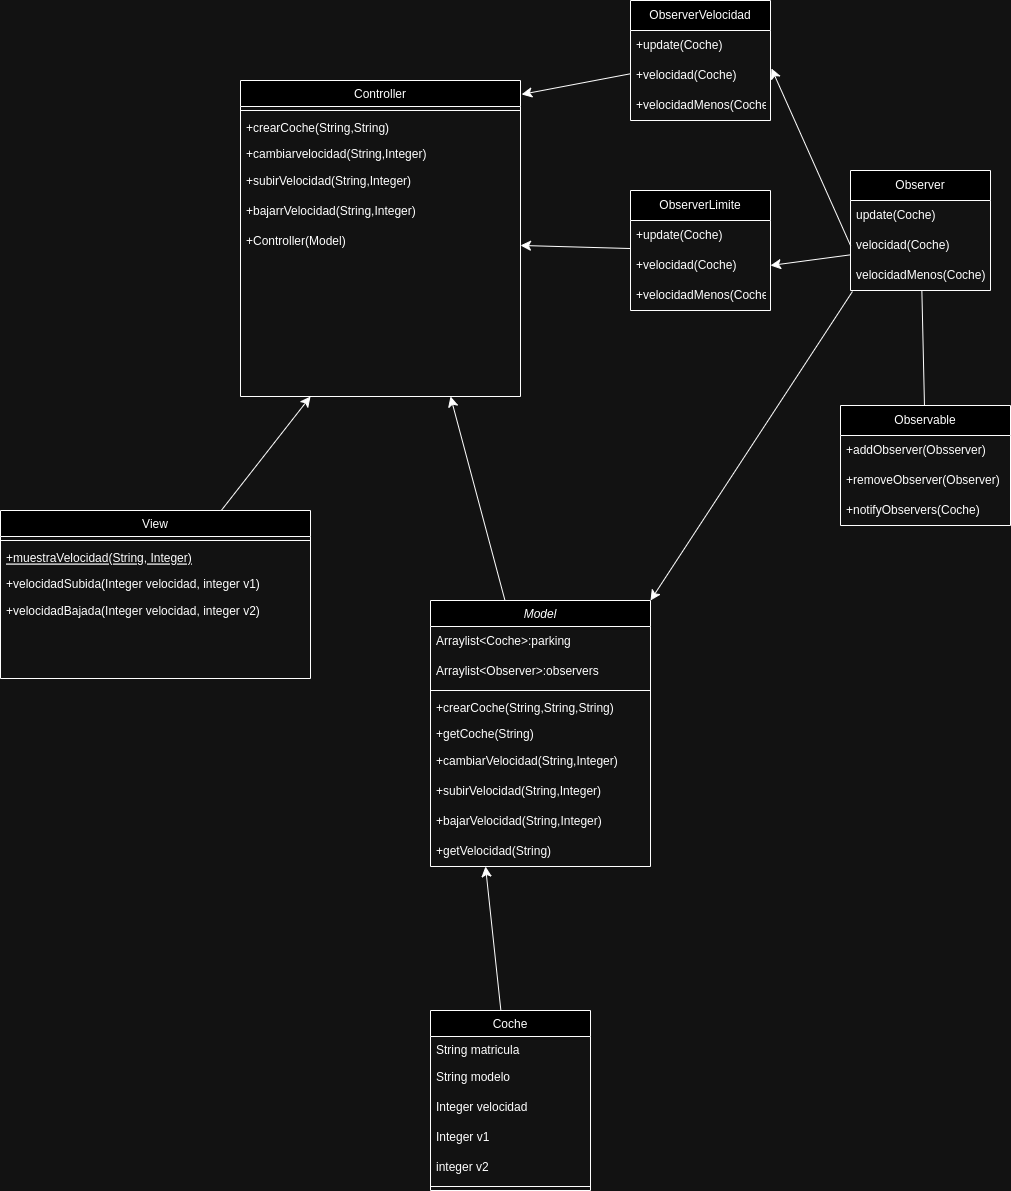 ObserverVelocidad
+update(Coche)
+velocidad(Coche)
+velocidadMenos(Coche
Controller
+crearCoche(String,String)
+cambiarvelocidad(String,Integer)
+subirVelocidad(String,Integer)
+bajarrVelocidad(String,Integer)
+Controller(Model)
ObserverLimite
+update(Coche)
+velocidad(Coche)
+velocidadMenos(Coche
Observer
update(Coche)
velocidad(Coche)
velocidadMenos(Coche)
Observable
+addObserver(Obsserver)
+removeObserver(Observer)
+notifyObservers(Coche)
View
+muestraVelocidad(String, Integer)
+velocidadSubida(Integer velocidad, integer v1)
+velocidadBajada(Integer velocidad, integer v2)
Model
Arraylist<Coche>:parking
Arraylist<Observer>:observers
+crearCoche(String,String,String)
+getCoche(String)
+cambiarVelocidad(String,Integer)
+subirVelocidad(String,Integer)
+bajarVelocidad(String,Integer)
+getVelocidad(String)
Coche
String matricula
String modelo
Integer velocidad
Integer v1
integer v2